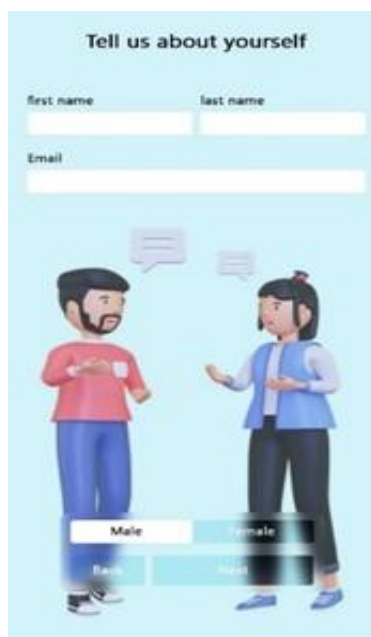 Tell us about yourself
first name last name
Email
Male Female
Back Next